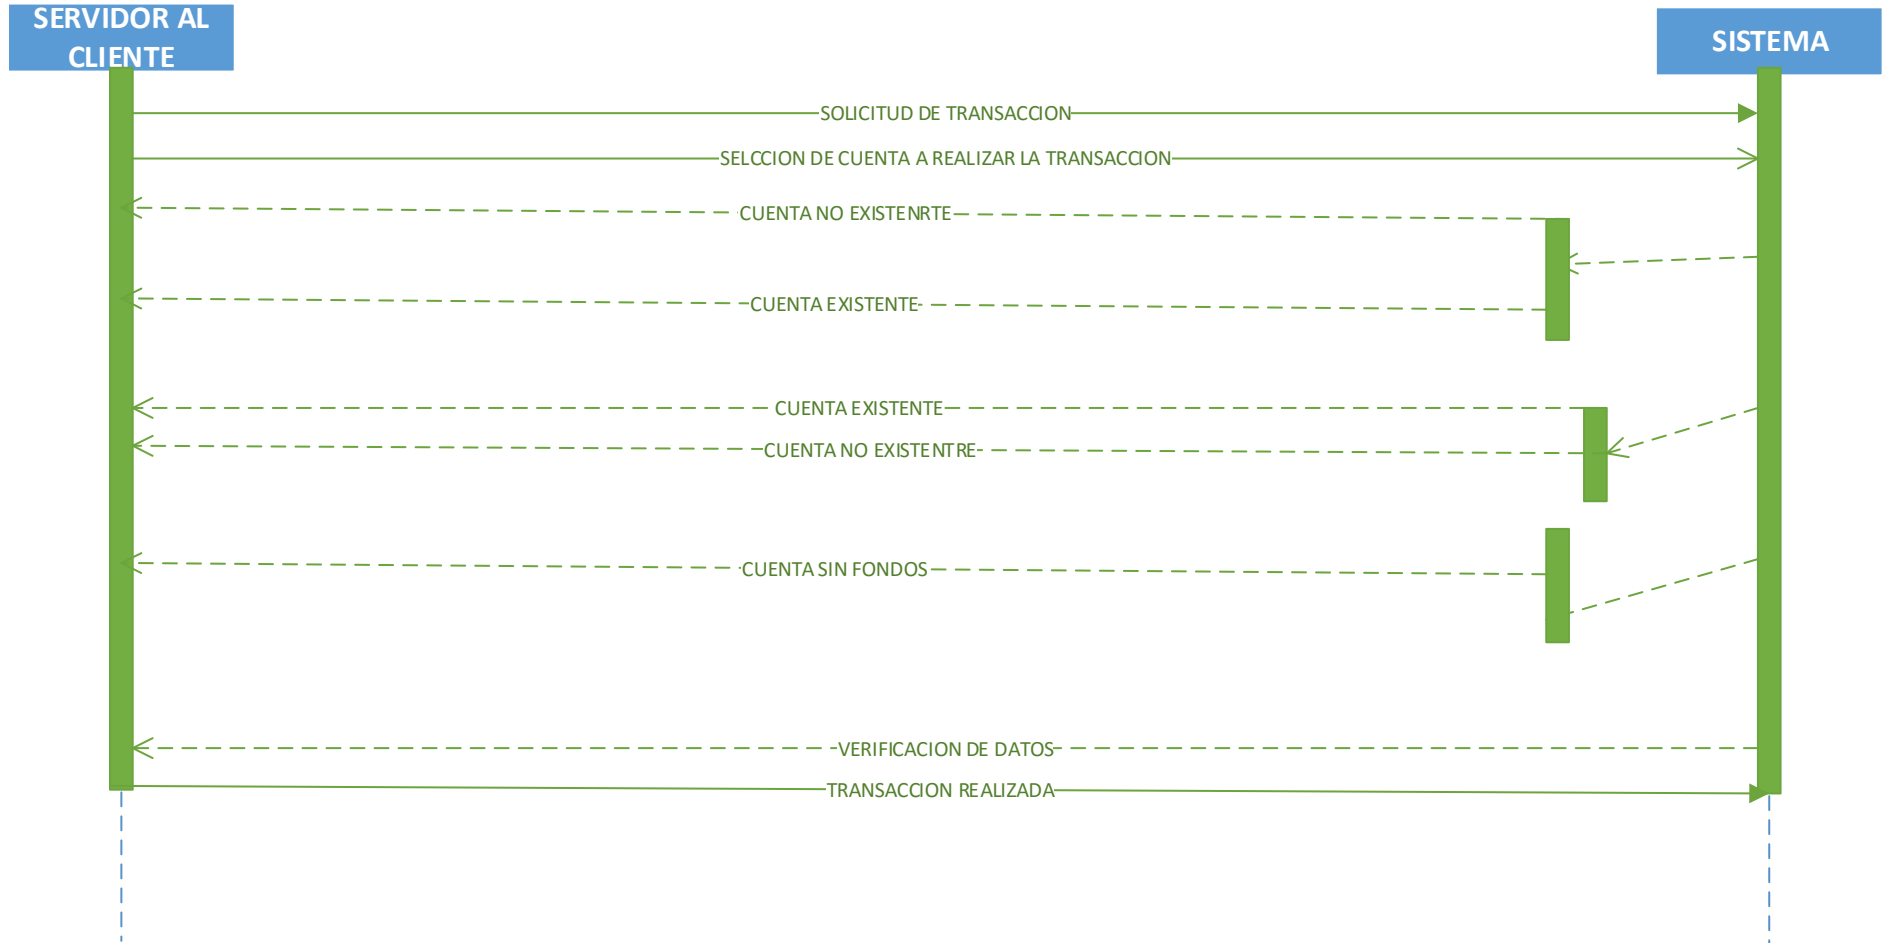 SERVIDOR AL
CLIENTE
SISTEMA
SOLICITUD DE TRANSACCION
SELCCION DE CUENTA A REALIZAR LA TRANSACCION
CUENTA NO EXISTENRTE
CUENTA EXISTENTE
CUENTA EXISTENTE
CUENTA NO EXISTENTRE
CUENTA SIN FONDOS
VERIFICACION DE DATOS
TRANSACCION REALIZADA